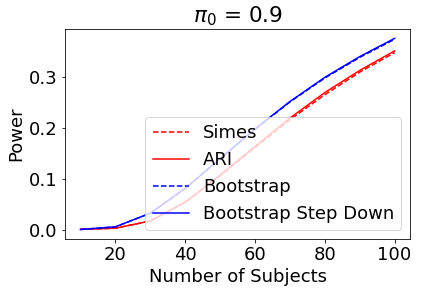 π₀ = 0.9
Power
0.3
0.2
0.1
0.0
Simes
ARI
Bootstrap
Bootstrap Step Down
20 40 60 80 100
Number of Subjects